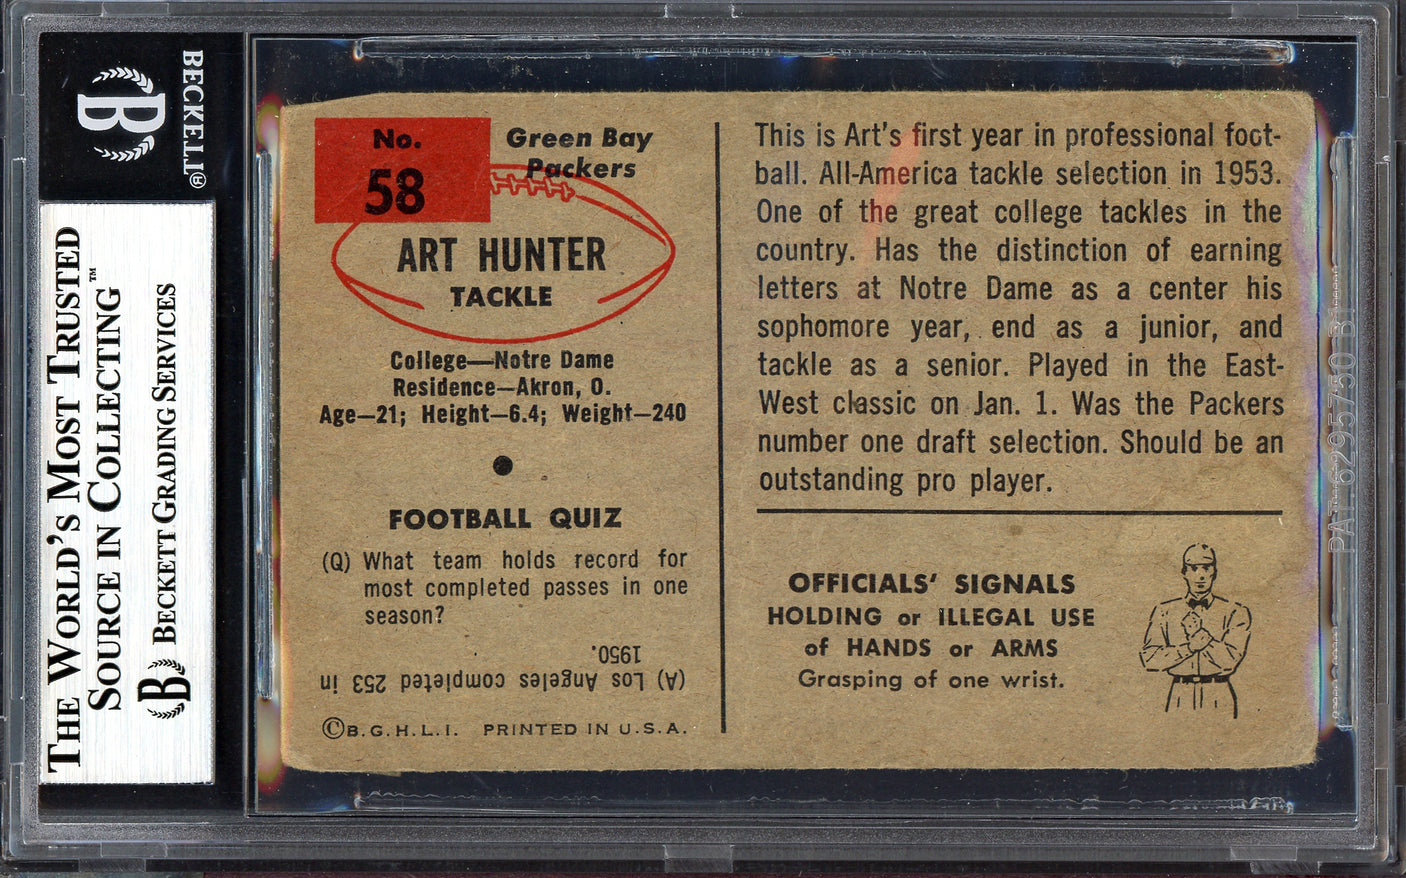 BECKETT®
THE WORLD'S MOST TRUSTED
SOURCE IN COLLECTING™
BECKETT GRADING SERVICES
No.
58
Green Bay
Packers
ART HUNTER
TACKLE
College—Notre Dame
Residence—Akron, O.
Age—21; Height—6.4; Weight—240
FOOTBALL QUIZ
(Q) What team holds record for
most completed passes in one
season?
(A) Los Angeles completed 253 in
1950.
©B.G.H.L.I. PRINTED IN U.S.A.
This is Art's first year in professional foot-
ball. All-America tackle selection in 1953.
One of the great college tackles in the
country. Has the distinction of earning
letters at Notre Dame as a center his
sophomore year, end as a junior, and
tackle as a senior. Played in the East-
West classic on Jan. 1. Was the Packers
number one draft selection. Should be an
outstanding pro player.
OFFICIALS' SIGNALS
HOLDING or ILLEGAL USE
of HANDS or ARMS
Grasping of one wrist.
PAT. 6295750 B1